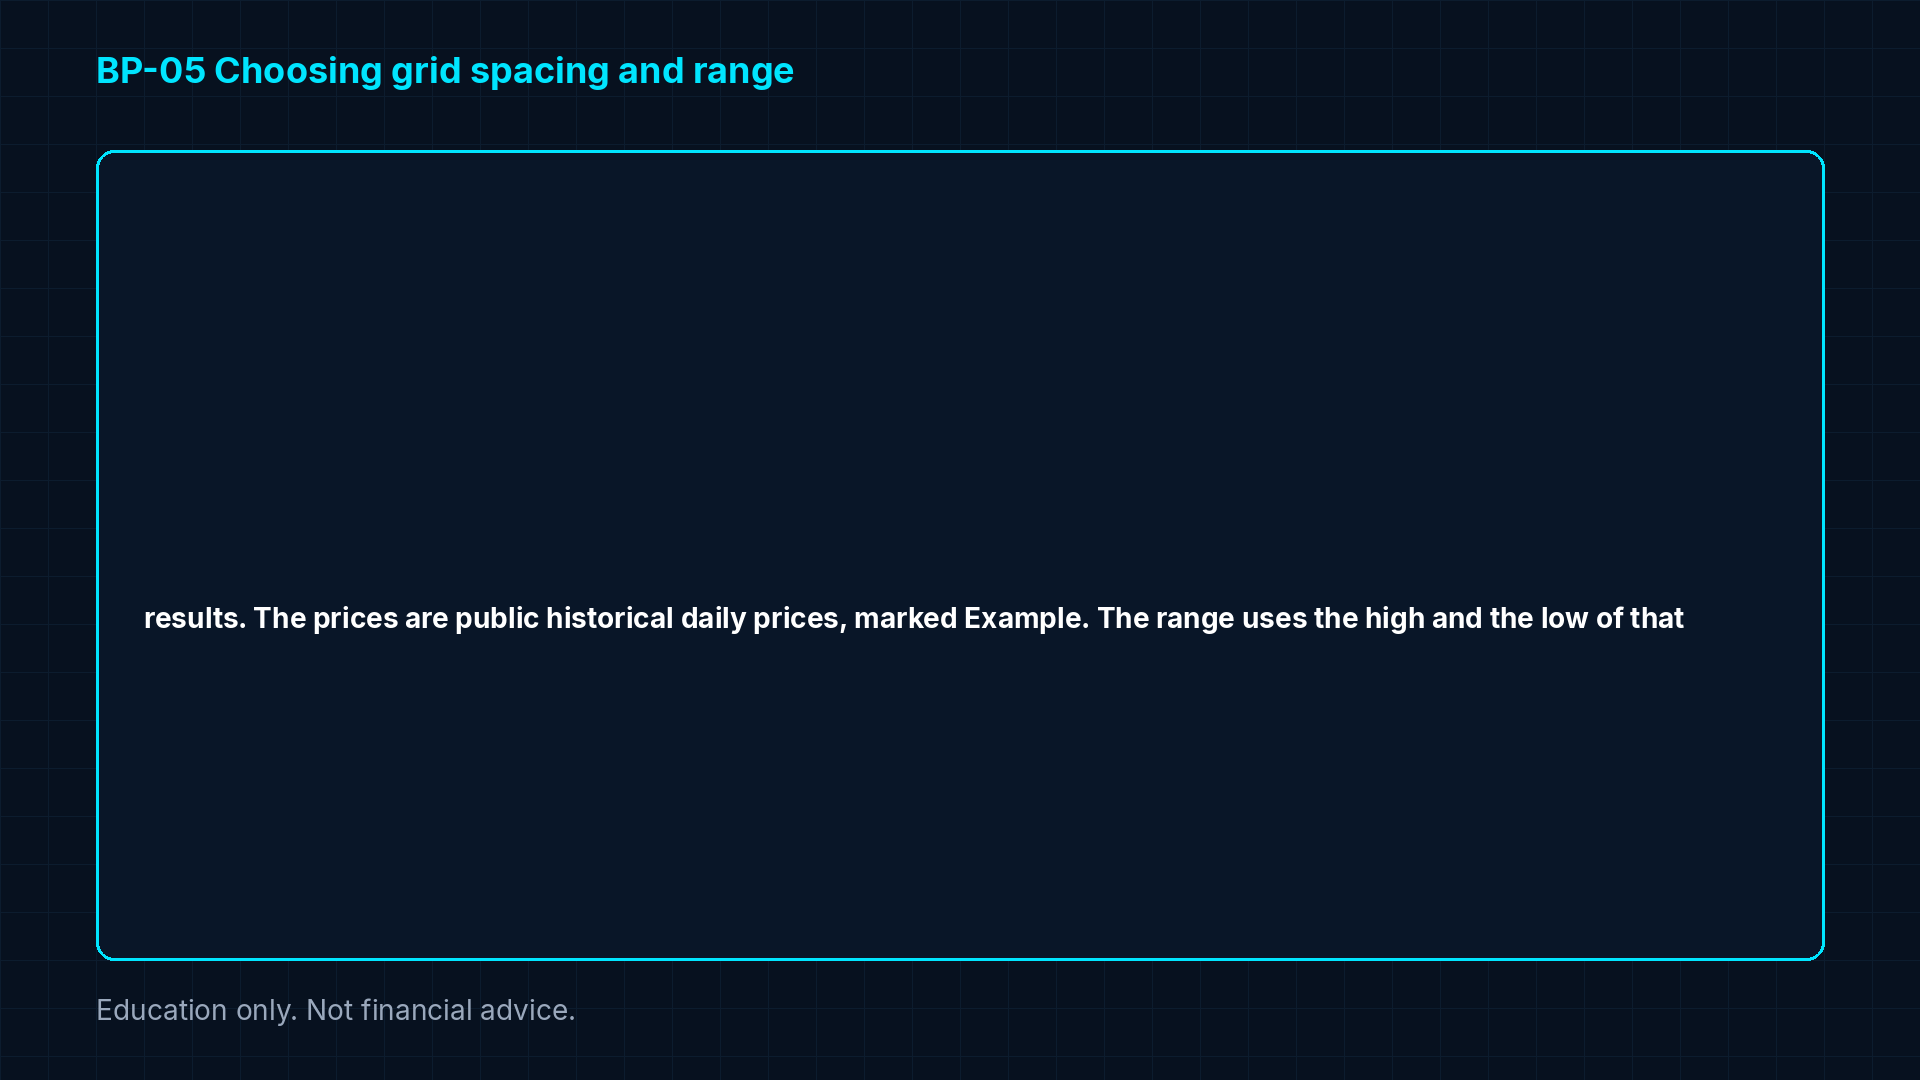 BP-05 Choosing grid spacing and range
results. The prices are public historical daily prices, marked Example. The range uses the high and the low of that
Education only. Not financial advice.